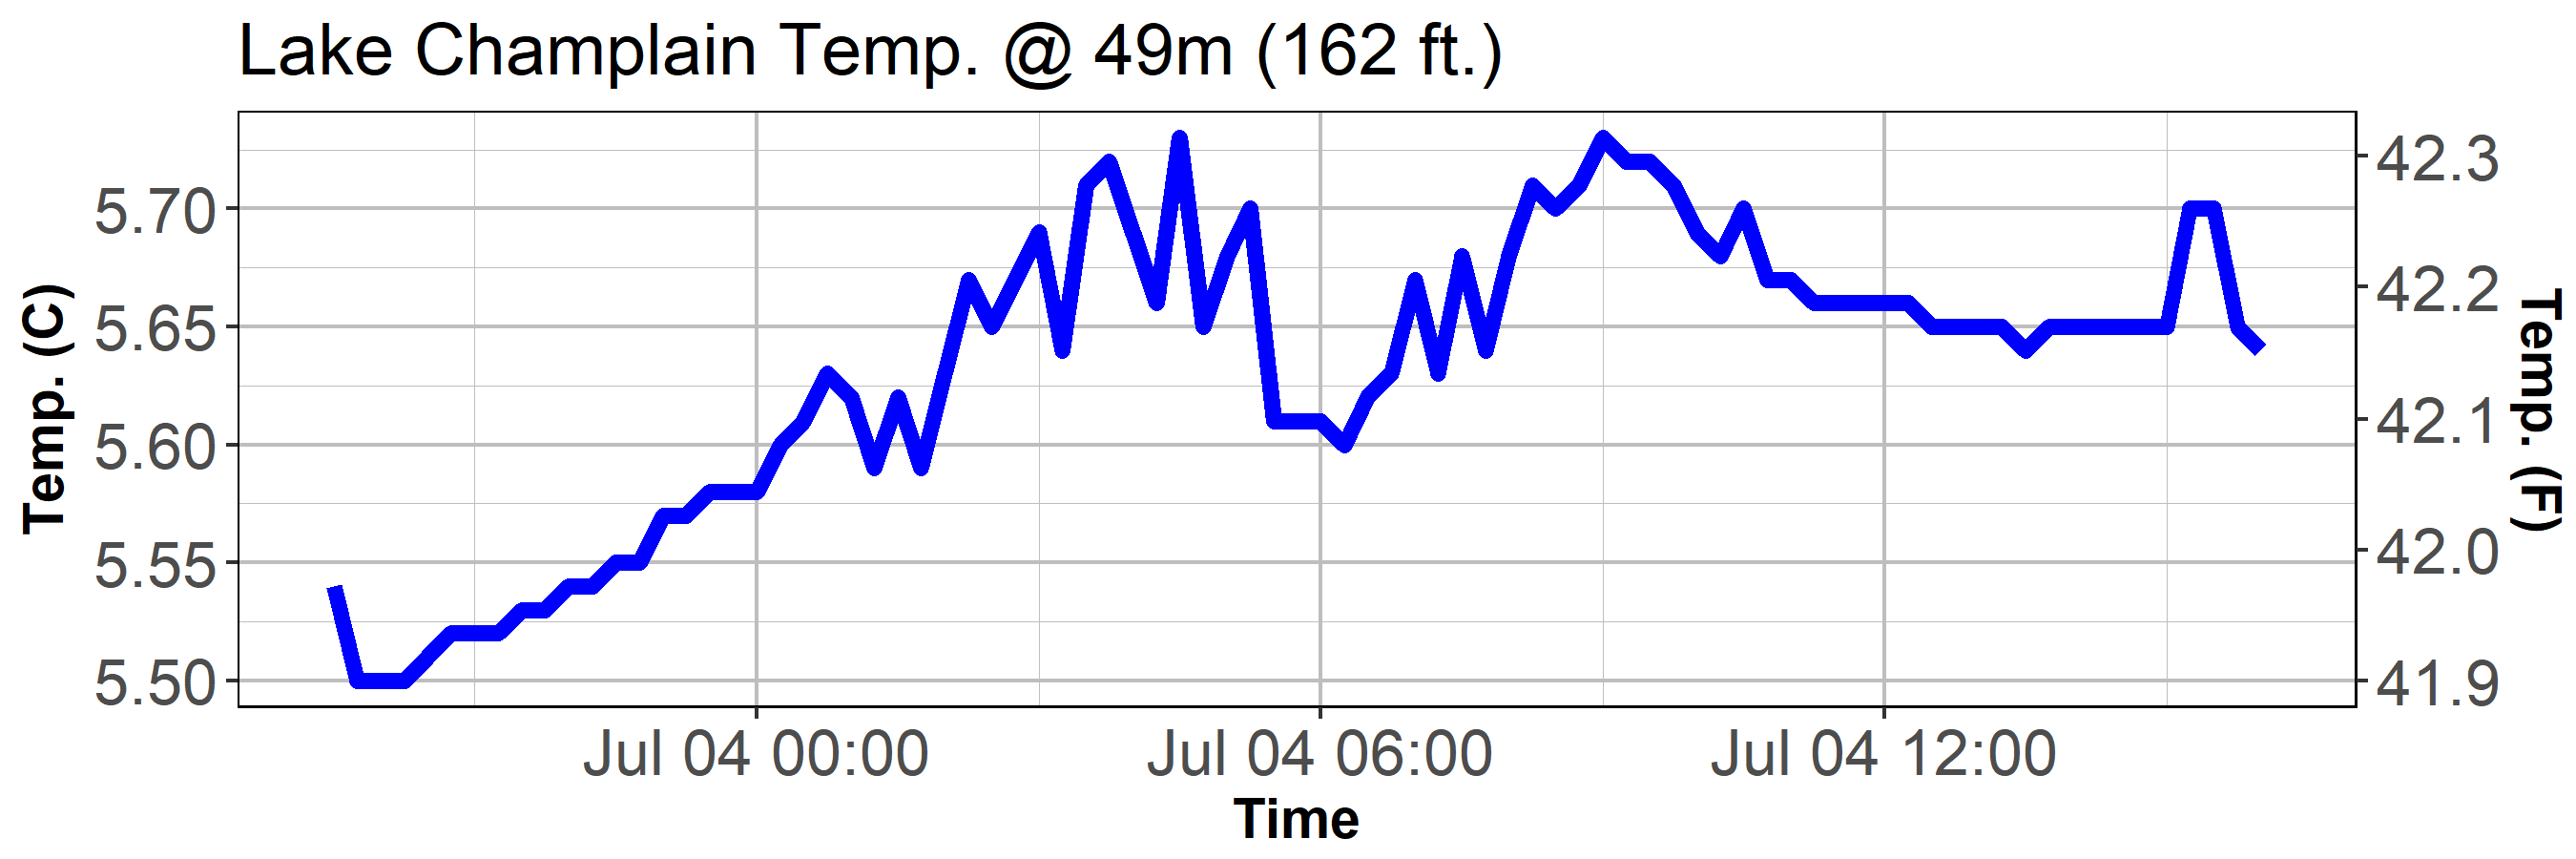 Lake Champlain Temp. @ 49m (162 ft.)
Temp. (C)
5.70
5.65
5.60
5.55
5.50
42.3
42.2
42.1
42.0
41.9
Temp. (F)
Jul 04 00:00 Jul 04 06:00 Jul 04 12:00
Time